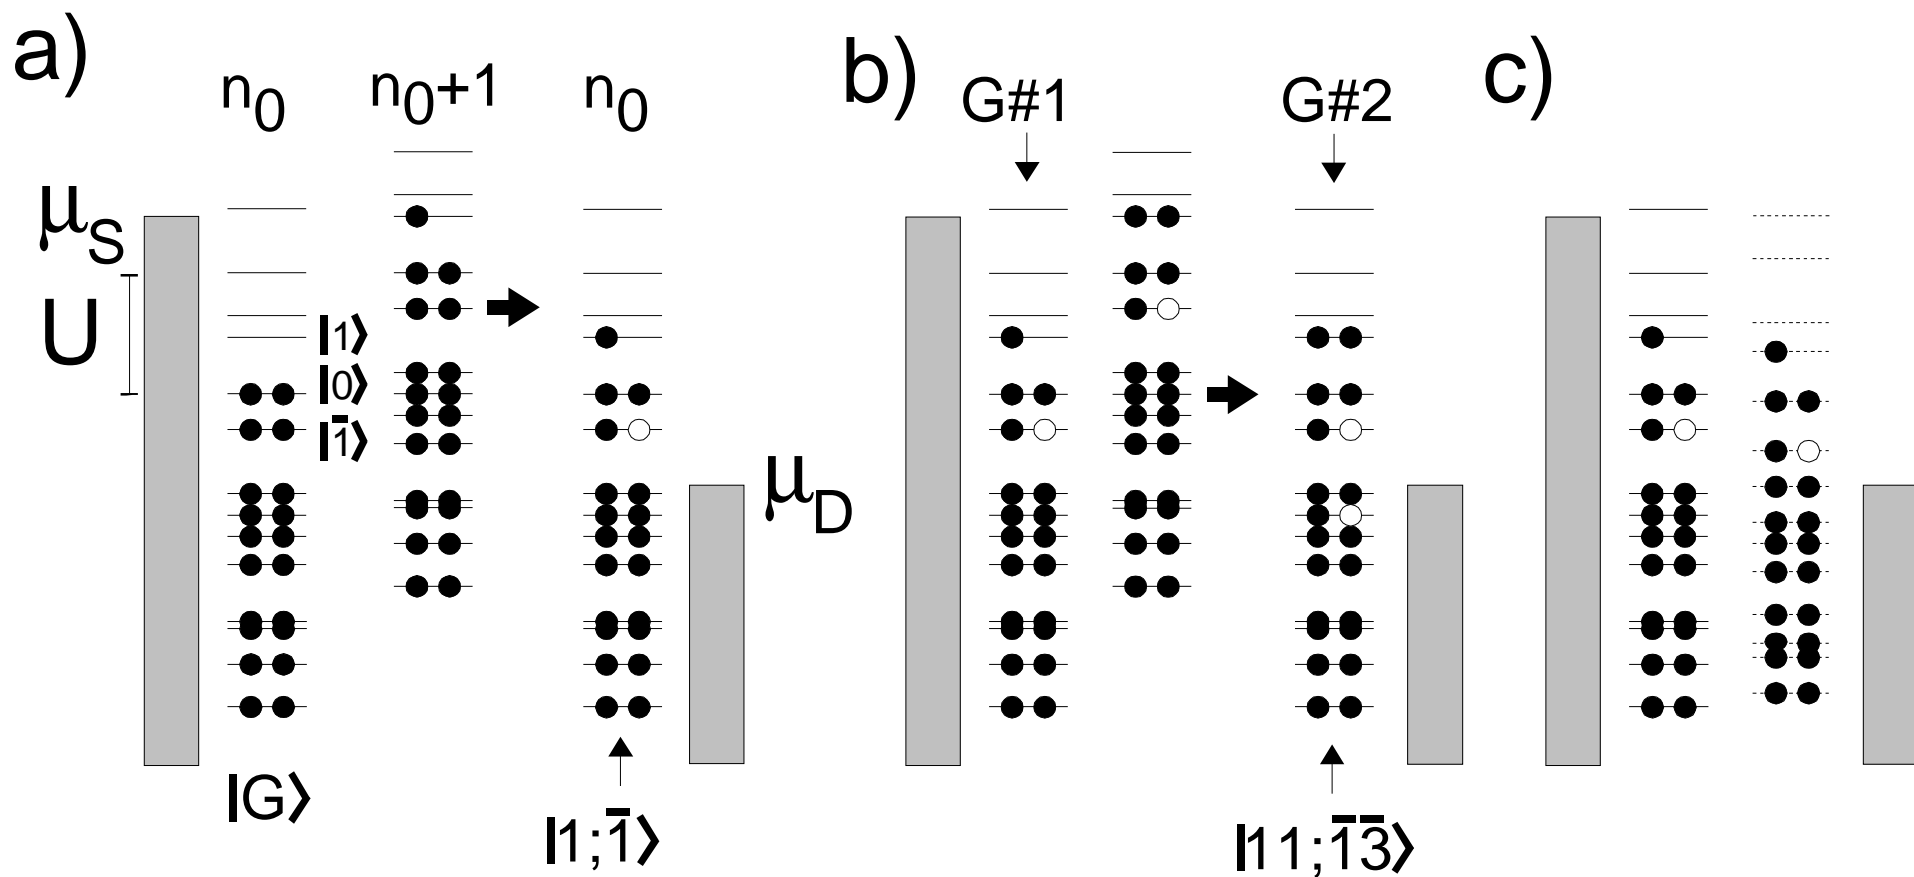 a)
n₀
n₀+1
n₀
b)
G#1
G#2
c)
μS
U
|1⟩
|0⟩
|1̄⟩
μD
|G⟩
|1;1̄⟩
|11;1̄3̄⟩